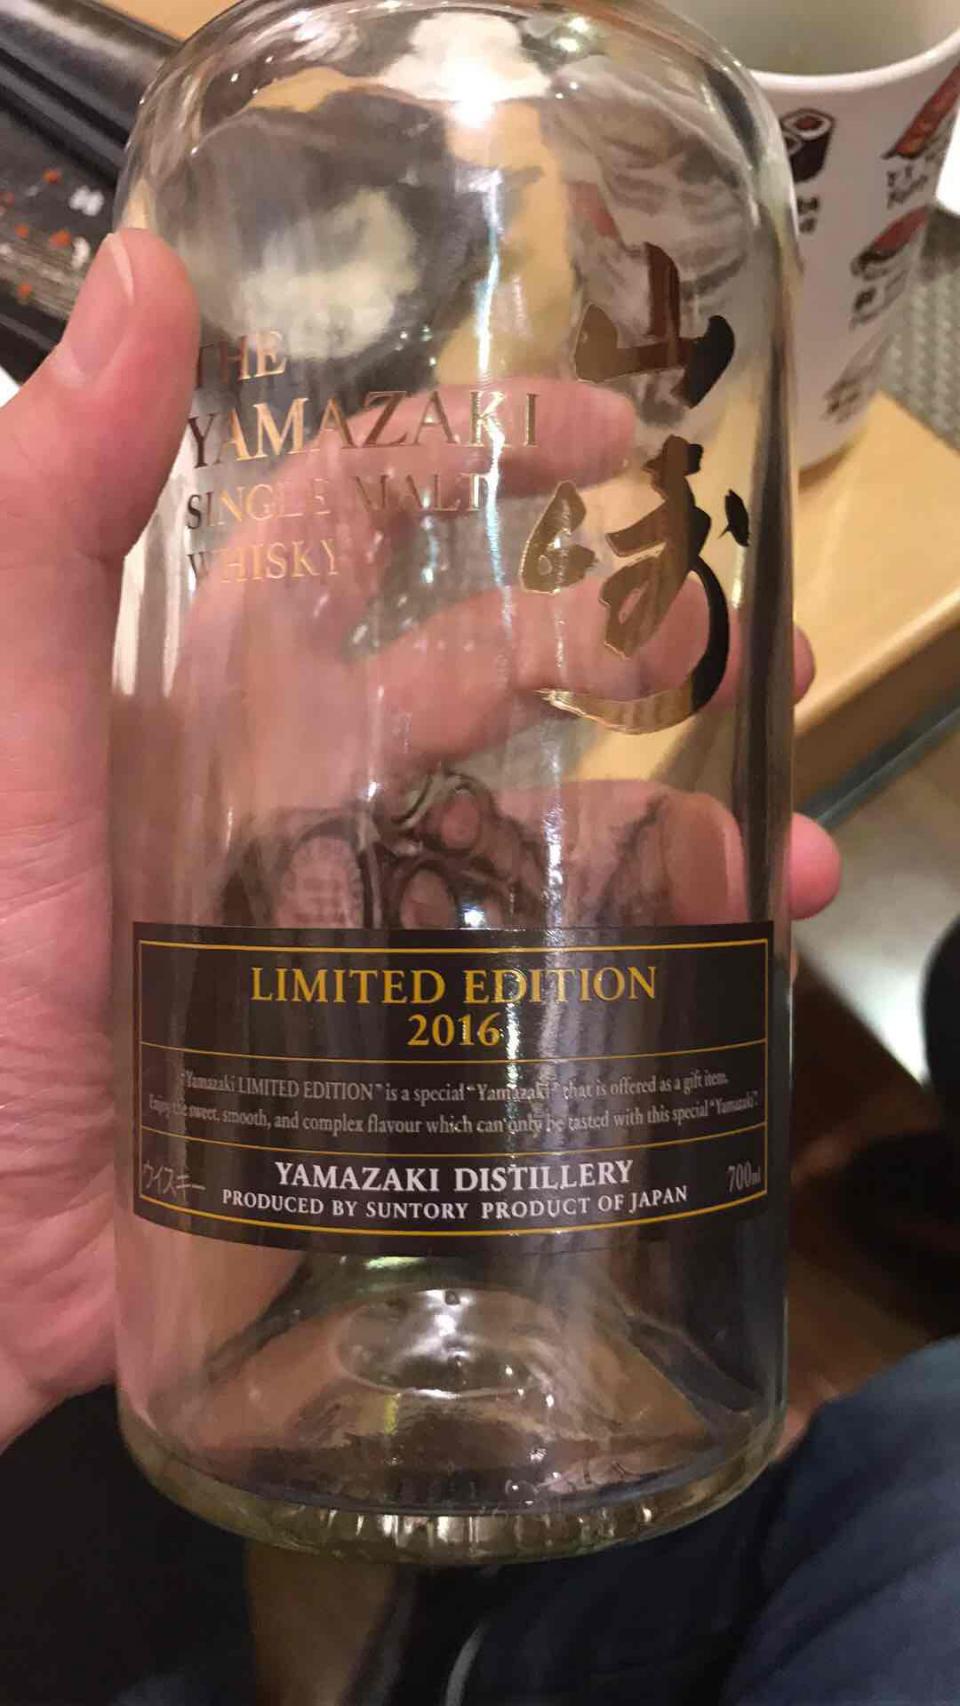 THE
YAMAZAKI
SINGLE MALT
WHISKY
山崎
LIMITED EDITION
2016
"Yamazaki LIMITED EDITION" is a special "Yamazaki" that is offered as a gift item.
Enjoy the sweet, smooth, and complex flavour which can only be tasted with this special "Yamazaki".
ウイスキー
YAMAZAKI DISTILLERY
700ml
PRODUCED BY SUNTORY PRODUCT OF JAPAN